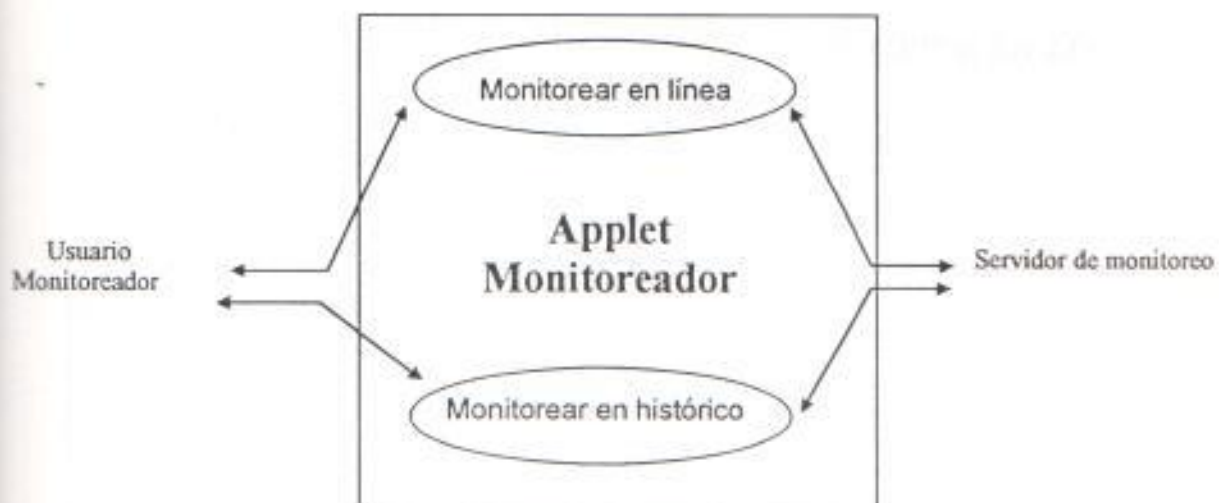 Monitorear en línea
Applet
Monitoreador
Usuario
Monitoreador
Servidor de monitoreo
Monitorear en histórico